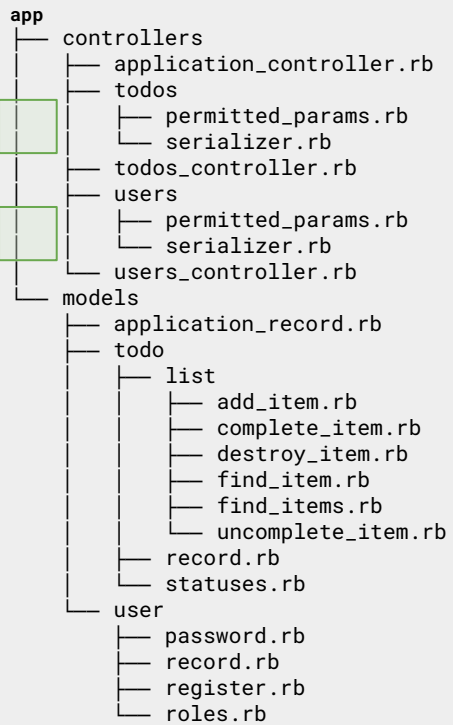 app
├── controllers
│   ├── application_controller.rb
│   ├── todos
│   │   ├── permitted_params.rb
│   │   └── serializer.rb
│   ├── todos_controller.rb
│   ├── users
│   │   ├── permitted_params.rb
│   │   └── serializer.rb
│   └── users_controller.rb
└── models
    ├── application_record.rb
    ├── todo
    │   ├── list
    │   │   ├── add_item.rb
    │   │   ├── complete_item.rb
    │   │   ├── destroy_item.rb
    │   │   ├── find_item.rb
    │   │   ├── find_items.rb
    │   │   └── uncomplete_item.rb
    │   ├── record.rb
    │   └── statuses.rb
    └── user
        ├── password.rb
        ├── record.rb
        ├── register.rb
        └── roles.rb